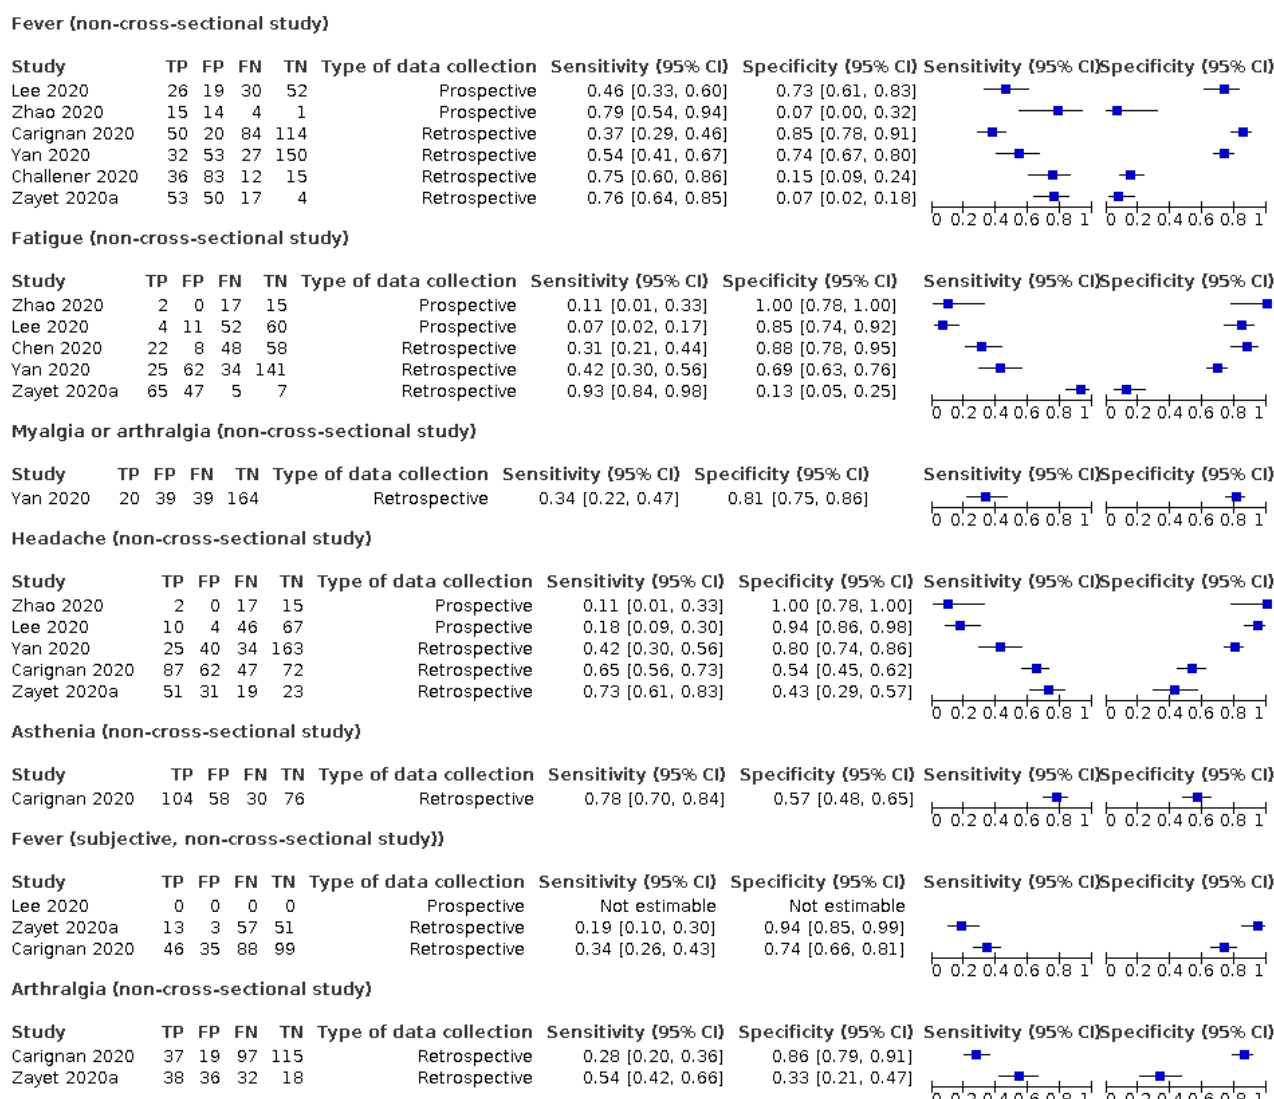 Fever (non-cross-sectional study)
Study TP FP FN TN Type of data collection Sensitivity (95% CI) Specificity (95% CI) Sensitivity (95% CI) Specificity (95% CI)
Lee 2020 26 19 30 52 Prospective 0.46 [0.33, 0.60] 0.73 [0.61, 0.83]
Zhao 2020 15 14 4 1 Prospective 0.79 [0.54, 0.94] 0.07 [0.00, 0.32]
Carignan 2020 50 20 84 114 Retrospective 0.37 [0.29, 0.46] 0.85 [0.78, 0.91]
Yan 2020 32 53 27 150 Retrospective 0.54 [0.41, 0.67] 0.74 [0.67, 0.80]
Challener 2020 36 83 12 15 Retrospective 0.75 [0.60, 0.86] 0.15 [0.09, 0.24]
Zayet 2020a 53 50 17 4 Retrospective 0.76 [0.64, 0.85] 0.07 [0.02, 0.18]
0 0.2 0.4 0.6 0.8 1 0 0.2 0.4 0.6 0.8 1
Fatigue (non-cross-sectional study)
Study TP FP FN TN Type of data collection Sensitivity (95% CI) Specificity (95% CI) Sensitivity (95% CI) Specificity (95% CI)
Zhao 2020 2 0 17 15 Prospective 0.11 [0.01, 0.33] 1.00 [0.78, 1.00]
Lee 2020 4 11 52 60 Prospective 0.07 [0.02, 0.17] 0.85 [0.74, 0.92]
Chen 2020 22 8 48 58 Retrospective 0.31 [0.21, 0.44] 0.88 [0.78, 0.95]
Yan 2020 25 62 34 141 Retrospective 0.42 [0.30, 0.56] 0.69 [0.63, 0.76]
Zayet 2020a 65 47 5 7 Retrospective 0.93 [0.84, 0.98] 0.13 [0.05, 0.25]
0 0.2 0.4 0.6 0.8 1 0 0.2 0.4 0.6 0.8 1
Myalgia or arthralgia (non-cross-sectional study)
Study TP FP FN TN Type of data collection Sensitivity (95% CI) Specificity (95% CI) Sensitivity (95% CI) Specificity (95% CI)
Yan 2020 20 39 39 164 Retrospective 0.34 [0.22, 0.47] 0.81 [0.75, 0.86]
0 0.2 0.4 0.6 0.8 1 0 0.2 0.4 0.6 0.8 1
Headache (non-cross-sectional study)
Study TP FP FN TN Type of data collection Sensitivity (95% CI) Specificity (95% CI) Sensitivity (95% CI) Specificity (95% CI)
Zhao 2020 2 0 17 15 Prospective 0.11 [0.01, 0.33] 1.00 [0.78, 1.00]
Lee 2020 10 4 46 67 Prospective 0.18 [0.09, 0.30] 0.94 [0.86, 0.98]
Yan 2020 25 40 34 163 Retrospective 0.42 [0.30, 0.56] 0.80 [0.74, 0.86]
Carignan 2020 87 62 47 72 Retrospective 0.65 [0.56, 0.73] 0.54 [0.45, 0.62]
Zayet 2020a 51 31 19 23 Retrospective 0.73 [0.61, 0.83] 0.43 [0.29, 0.57]
0 0.2 0.4 0.6 0.8 1 0 0.2 0.4 0.6 0.8 1
Asthenia (non-cross-sectional study)
Study TP FP FN TN Type of data collection Sensitivity (95% CI) Specificity (95% CI) Sensitivity (95% CI) Specificity (95% CI)
Carignan 2020 104 58 30 76 Retrospective 0.78 [0.70, 0.84] 0.57 [0.48, 0.65]
0 0.2 0.4 0.6 0.8 1 0 0.2 0.4 0.6 0.8 1
Fever (subjective, non-cross-sectional study))
Study TP FP FN TN Type of data collection Sensitivity (95% CI) Specificity (95% CI) Sensitivity (95% CI) Specificity (95% CI)
Lee 2020 0 0 0 0 Prospective Not estimable Not estimable
Zayet 2020a 13 3 57 51 Retrospective 0.19 [0.10, 0.30] 0.94 [0.85, 0.99]
Carignan 2020 46 35 88 99 Retrospective 0.34 [0.26, 0.43] 0.74 [0.66, 0.81]
0 0.2 0.4 0.6 0.8 1 0 0.2 0.4 0.6 0.8 1
Arthralgia (non-cross-sectional study)
Study TP FP FN TN Type of data collection Sensitivity (95% CI) Specificity (95% CI) Sensitivity (95% CI) Specificity (95% CI)
Carignan 2020 37 19 97 115 Retrospective 0.28 [0.20, 0.36] 0.86 [0.79, 0.91]
Zayet 2020a 38 36 32 18 Retrospective 0.54 [0.42, 0.66] 0.33 [0.21, 0.47]
0 0.2 0.4 0.6 0.8 1 0 0.2 0.4 0.6 0.8 1